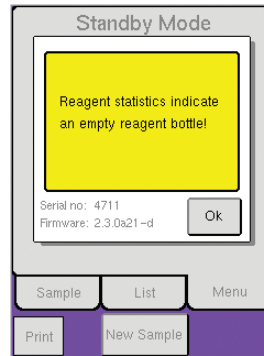 Standby Mode
Reagent statistics indicate
an empty reagent bottle!
Serial no: 4711
Firmware: 2.3.0a21-d
Ok
Sample List Menu
Print New Sample